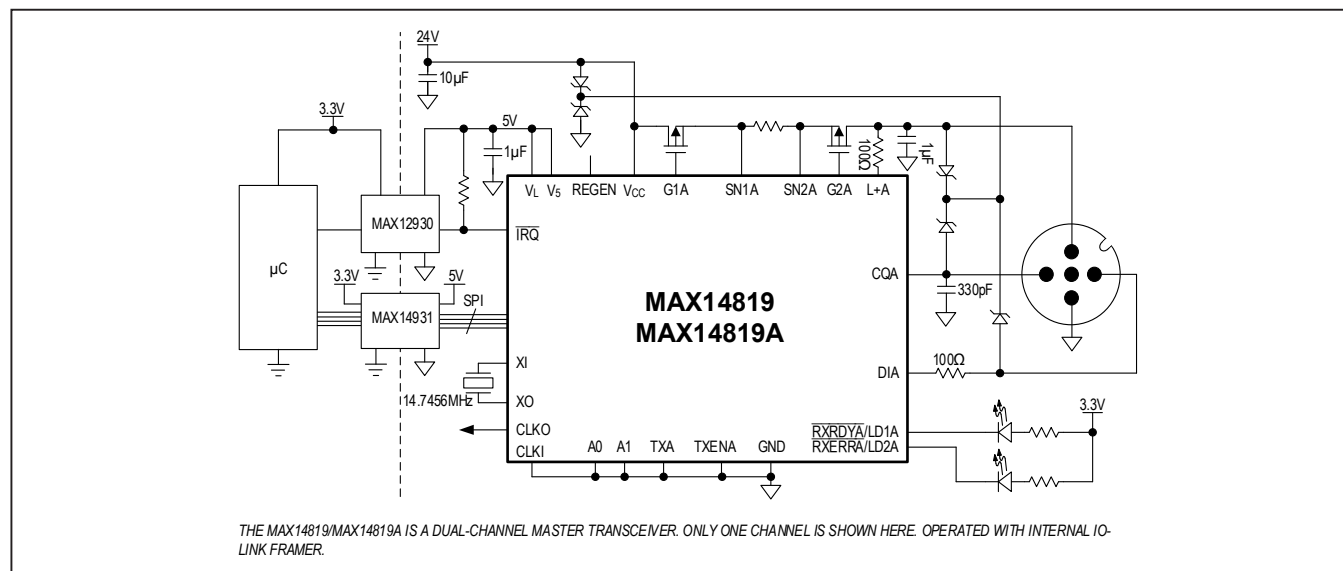 24V
10µF
3.3V
5V
1µF
100Ω
1µF
VL
V5
REGEN
VCC
G1A
SN1A
SN2A
G2A
L+A
MAX12930
IRQ
µC
3.3V
5V
MAX14931
SPI
CQA
330pF
MAX14819
MAX14819A
XI
XO
14.7456MHz
100Ω
DIA
CLKO
CLKI
A0
A1
TXA
TXENA
GND
RXRDYA/LD1A
RXERRA/LD2A
3.3V
THE MAX14819/MAX14819A IS A DUAL-CHANNEL MASTER TRANSCEIVER. ONLY ONE CHANNEL IS SHOWN HERE. OPERATED WITH INTERNAL IO-
LINK FRAMER.